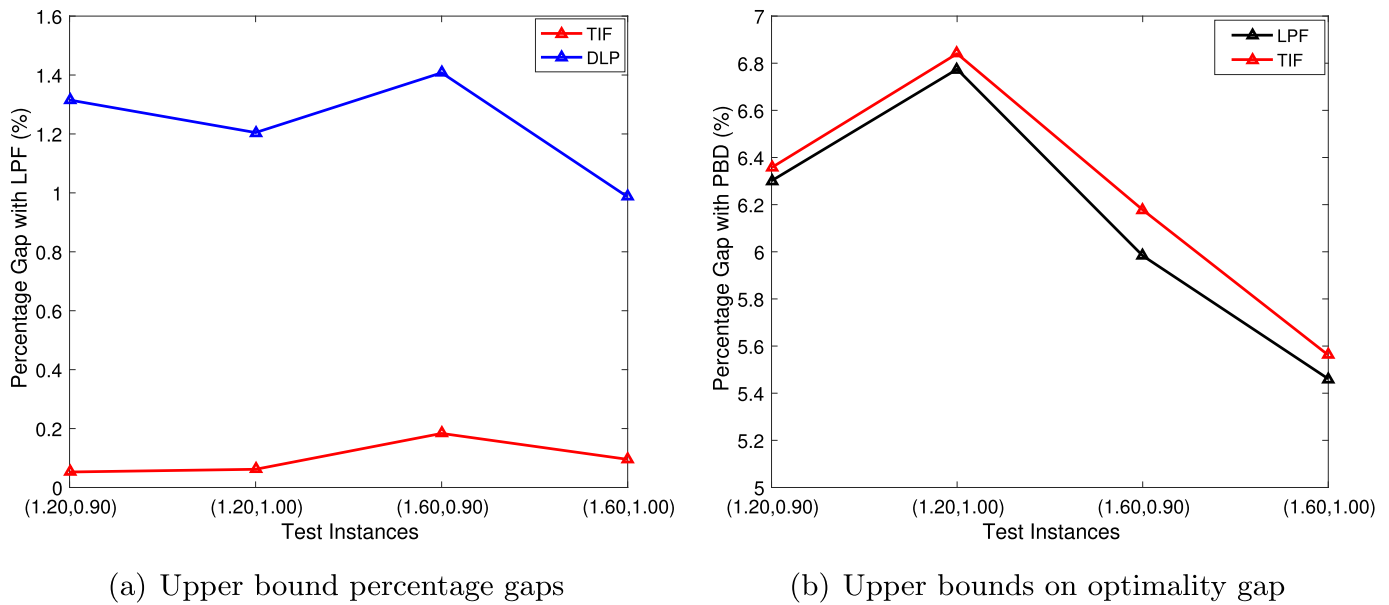 1.6
1.4
1.2
1
0.8
0.6
0.4
0.2
0
Percentage Gap with LPF (%)
TIF
DLP
(1.20,0.90)
(1.20,1.00)
(1.60,0.90)
(1.60,1.00)
Test Instances
(a) Upper bound percentage gaps
7
6.8
6.6
6.4
6.2
6
5.8
5.6
5.4
5.2
5
Percentage Gap with PBD (%)
LPF
TIF
(1.20,0.90)
(1.20,1.00)
(1.60,0.90)
(1.60,1.00)
Test Instances
(b) Upper bounds on optimality gap